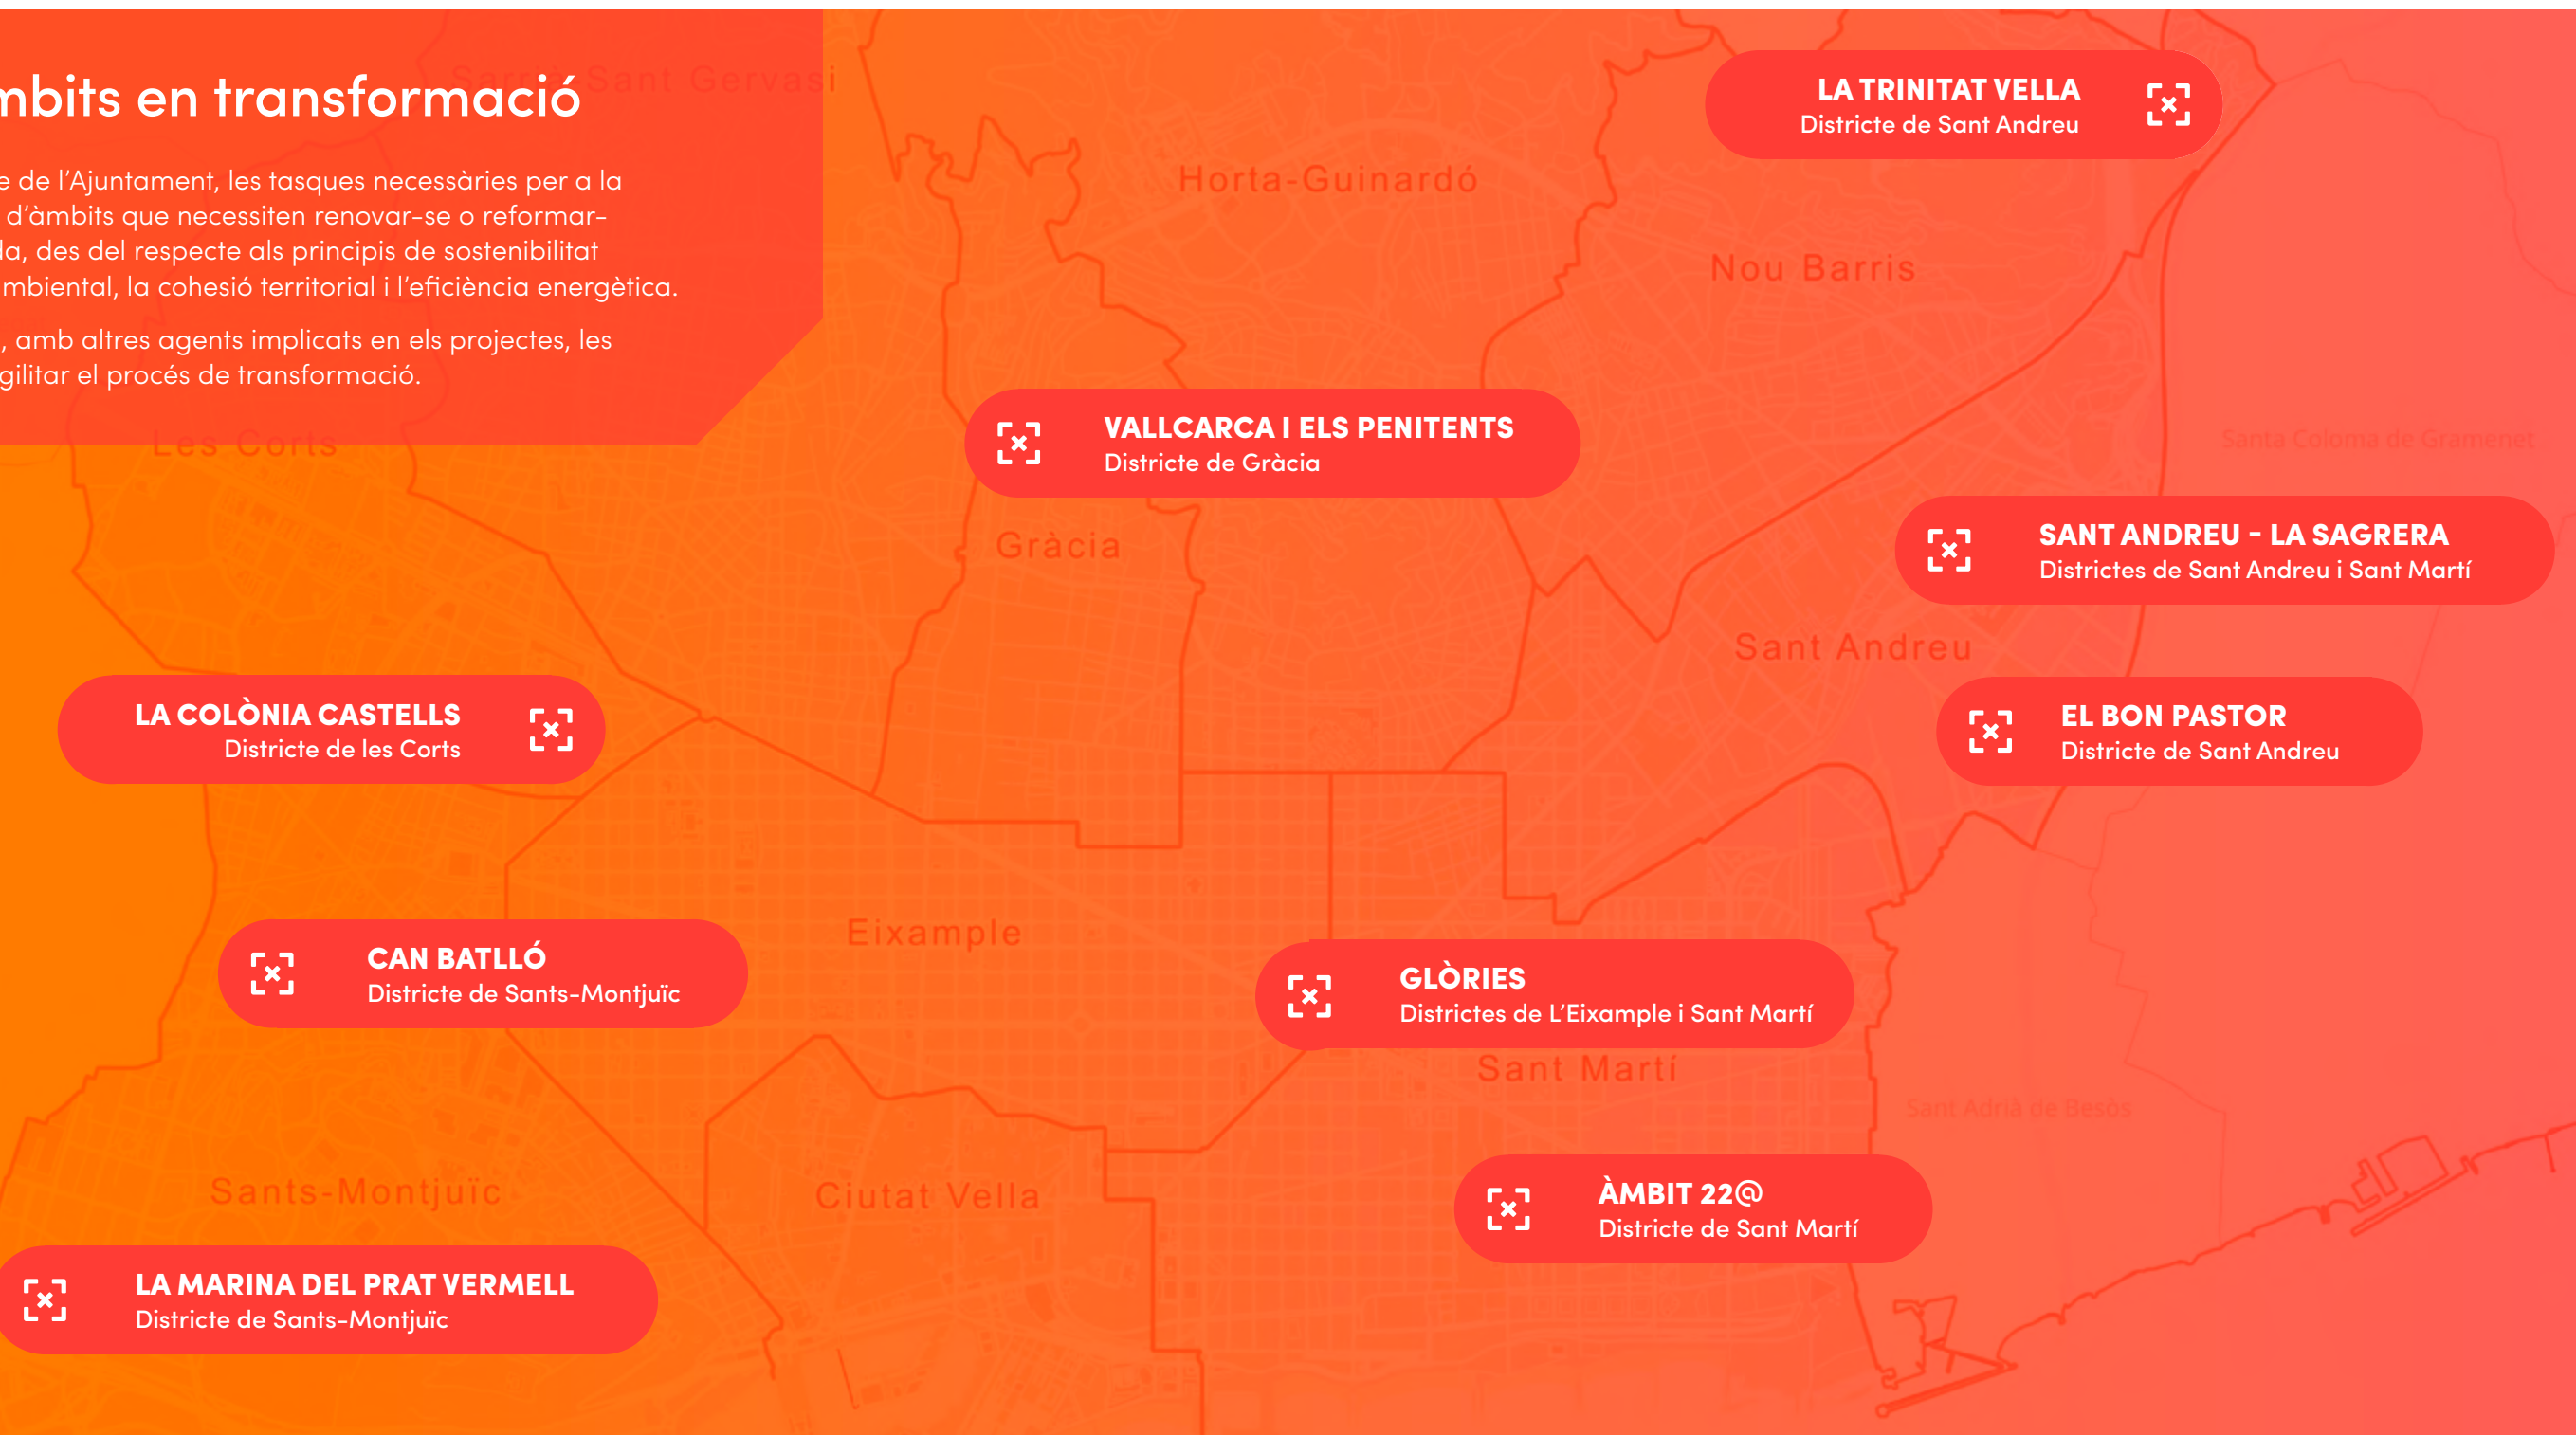 mbits en transformació
e de l’Ajuntament, les tasques necessàries per a la
d’àmbits que necessiten renovar-se o reformar-
da, des del respecte als principis de sostenibilitat
mbiental, la cohesió territorial i l’eficiència energètica.
, amb altres agents implicats en els projectes, les
gilitar el procés de transformació.
Sarrià-Sant Gervasi
LA TRINITAT VELLA
Districte de Sant Andreu
Horta-Guinardó
Nou Barris
Les Corts
VALLCARCA I ELS PENITENTS
Districte de Gràcia
Santa Coloma de Gramenet
Gràcia
SANT ANDREU - LA SAGRERA
Districtes de Sant Andreu i Sant Martí
Sant Andreu
LA COLÒNIA CASTELLS
Districte de les Corts
EL BON PASTOR
Districte de Sant Andreu
Eixample
CAN BATLLÓ
Districte de Sants-Montjuïc
GLÒRIES
Districtes de L’Eixample i Sant Martí
Sant Martí
Sant Adrià de Besòs
Sants-Montjuïc
Ciutat Vella
ÀMBIT 22@
Districte de Sant Martí
LA MARINA DEL PRAT VERMELL
Districte de Sants-Montjuïc